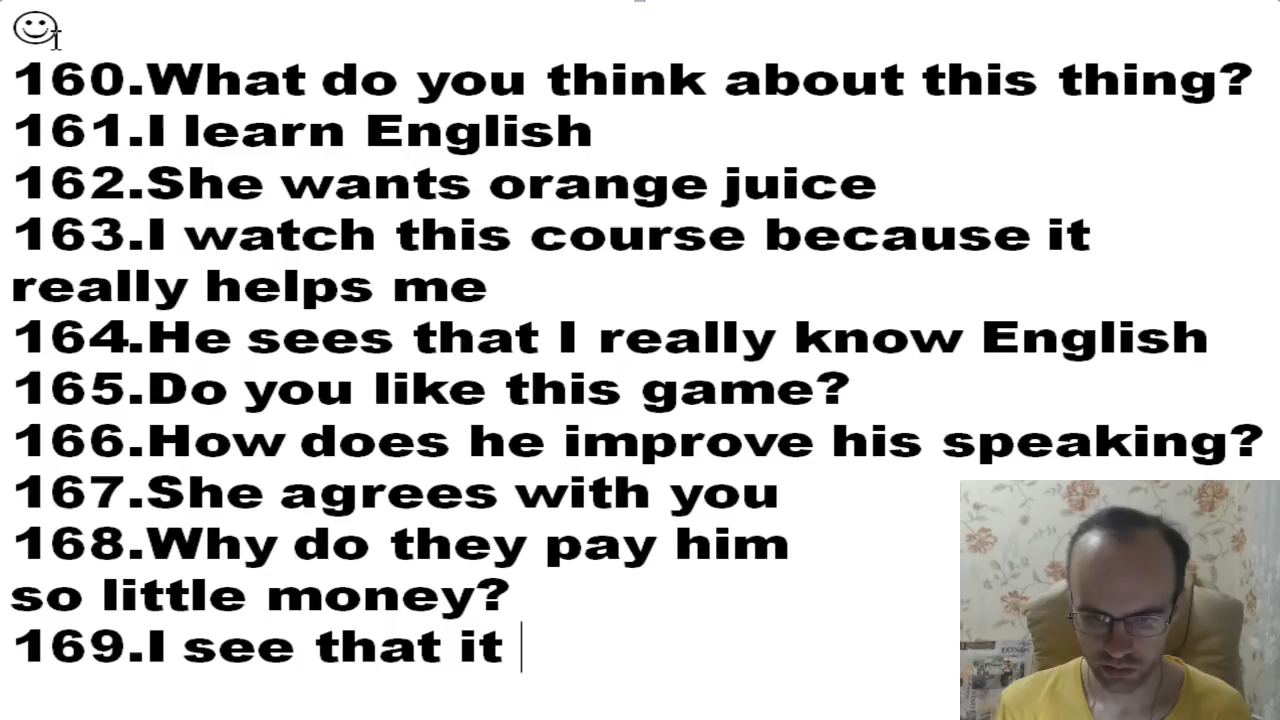 160.What do you think about this thing?
161.I learn English
162.She wants orange juice
163.I watch this course because it
really helps me
164.He sees that I really know English
165.Do you like this game?
166.How does he improve his speaking?
167.She agrees with you
168.Why do they pay him
so little money?
169.I see that it